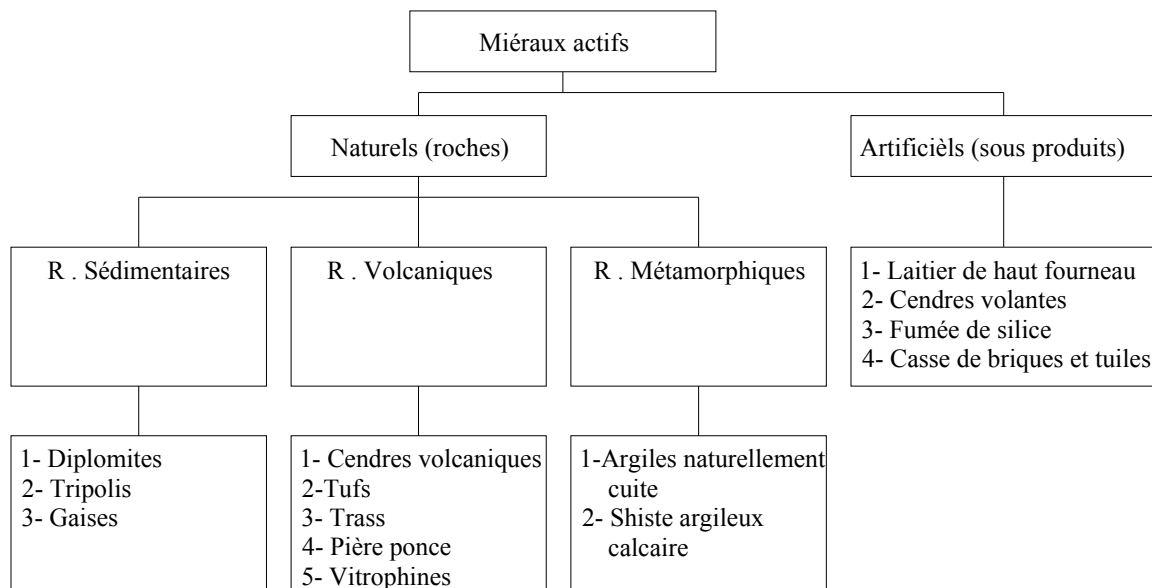 Miéraux actifs
Naturels (roches)
Artificièls (sous produits)
R . Sédimentaires
R . Volcaniques
R . Métamorphiques
1- Laitier de haut fourneau
2- Cendres volantes
3- Fumée de silice
4- Casse de briques et tuiles
1- Diplomites
2- Tripolis
3- Gaises
1- Cendres volcaniques
2-Tufs
3- Trass
4- Pière ponce
5- Vitrophines
1-Argiles naturellement
cuite
2- Shiste argileux
calcaire